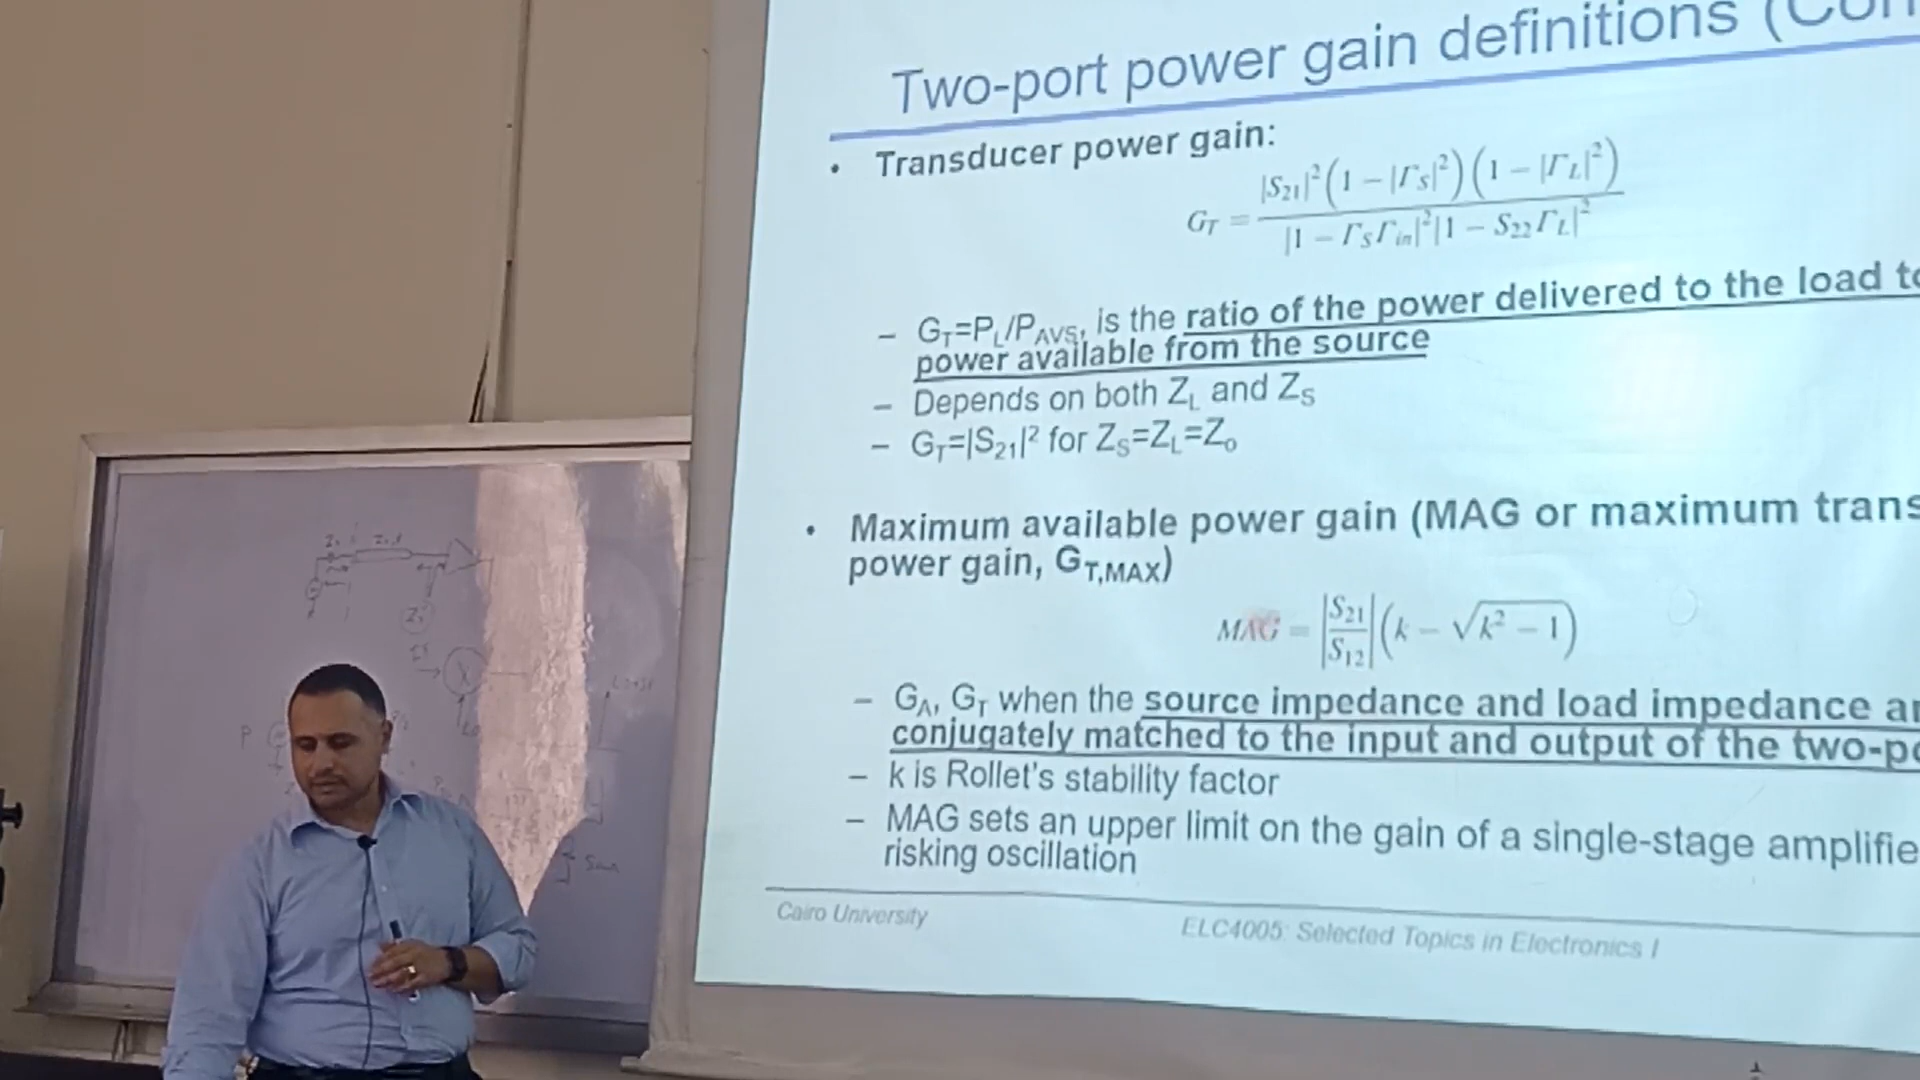 Two-port power gain definitions (Con
• Transducer power gain:
G_T = |S_21|^2 (1 − |Γ_S|^2)(1 − |Γ_L|^2) / |1 − Γ_S Γ_in|^2 |1 − S_22 Γ_L|^2
– G_T=P_L/P_AVS, is the ratio of the power delivered to the load to
power available from the source
– Depends on both Z_L and Z_S
– G_T=|S_21|^2 for Z_S=Z_L=Z_o
• Maximum available power gain (MAG or maximum trans
power gain, G_T,MAX)
MAG = |S_21 / S_12| (k − √(k^2 − 1))
– G_A, G_T when the source impedance and load impedance ar
conjugately matched to the input and output of the two-po
– k is Rollet's stability factor
– MAG sets an upper limit on the gain of a single-stage amplifie
risking oscillation
Cairo University
ELC4005: Selected Topics in Electronics I
P